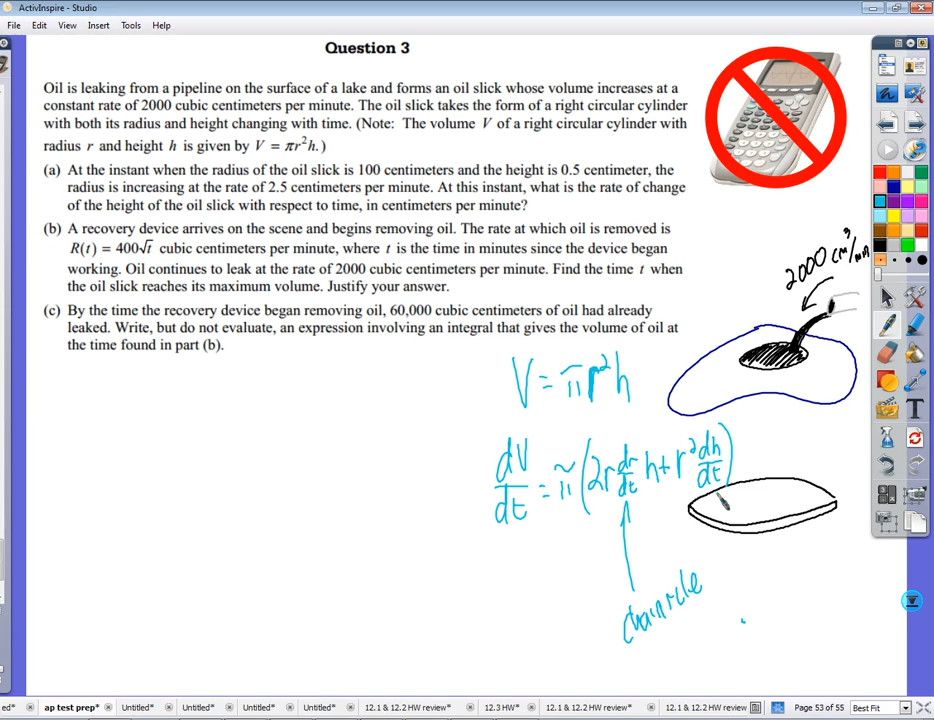 ActivInspire - Studio
File Edit View Insert Tools Help
Question 3
Oil is leaking from a pipeline on the surface of a lake and forms an oil slick whose volume increases at a
constant rate of 2000 cubic centimeters per minute. The oil slick takes the form of a right circular cylinder
with both its radius and height changing with time. (Note: The volume V of a right circular cylinder with
radius r and height h is given by V = πr²h.)
(a) At the instant when the radius of the oil slick is 100 centimeters and the height is 0.5 centimeter, the
radius is increasing at the rate of 2.5 centimeters per minute. At this instant, what is the rate of change
of the height of the oil slick with respect to time, in centimeters per minute?
(b) A recovery device arrives on the scene and begins removing oil. The rate at which oil is removed is
R(t) = 400√t cubic centimeters per minute, where t is the time in minutes since the device began
working. Oil continues to leak at the rate of 2000 cubic centimeters per minute. Find the time t when
the oil slick reaches its maximum volume. Justify your answer.
(c) By the time the recovery device began removing oil, 60,000 cubic centimeters of oil had already
leaked. Write, but do not evaluate, an expression involving an integral that gives the volume of oil at
the time found in part (b).
2000 cm³/min
V = πr²h
dV/dt = π(2r dr/dt h + r² dh/dt)
chain rule
ed* ap test prep* Untitled* Untitled* Untitled* Untitled* 12.1 & 12.2 HW review* 12.3 HW* 12.1 & 12.2 HW review* 12.1 & 12.2 HW review Page 53 of 55 Best Fit